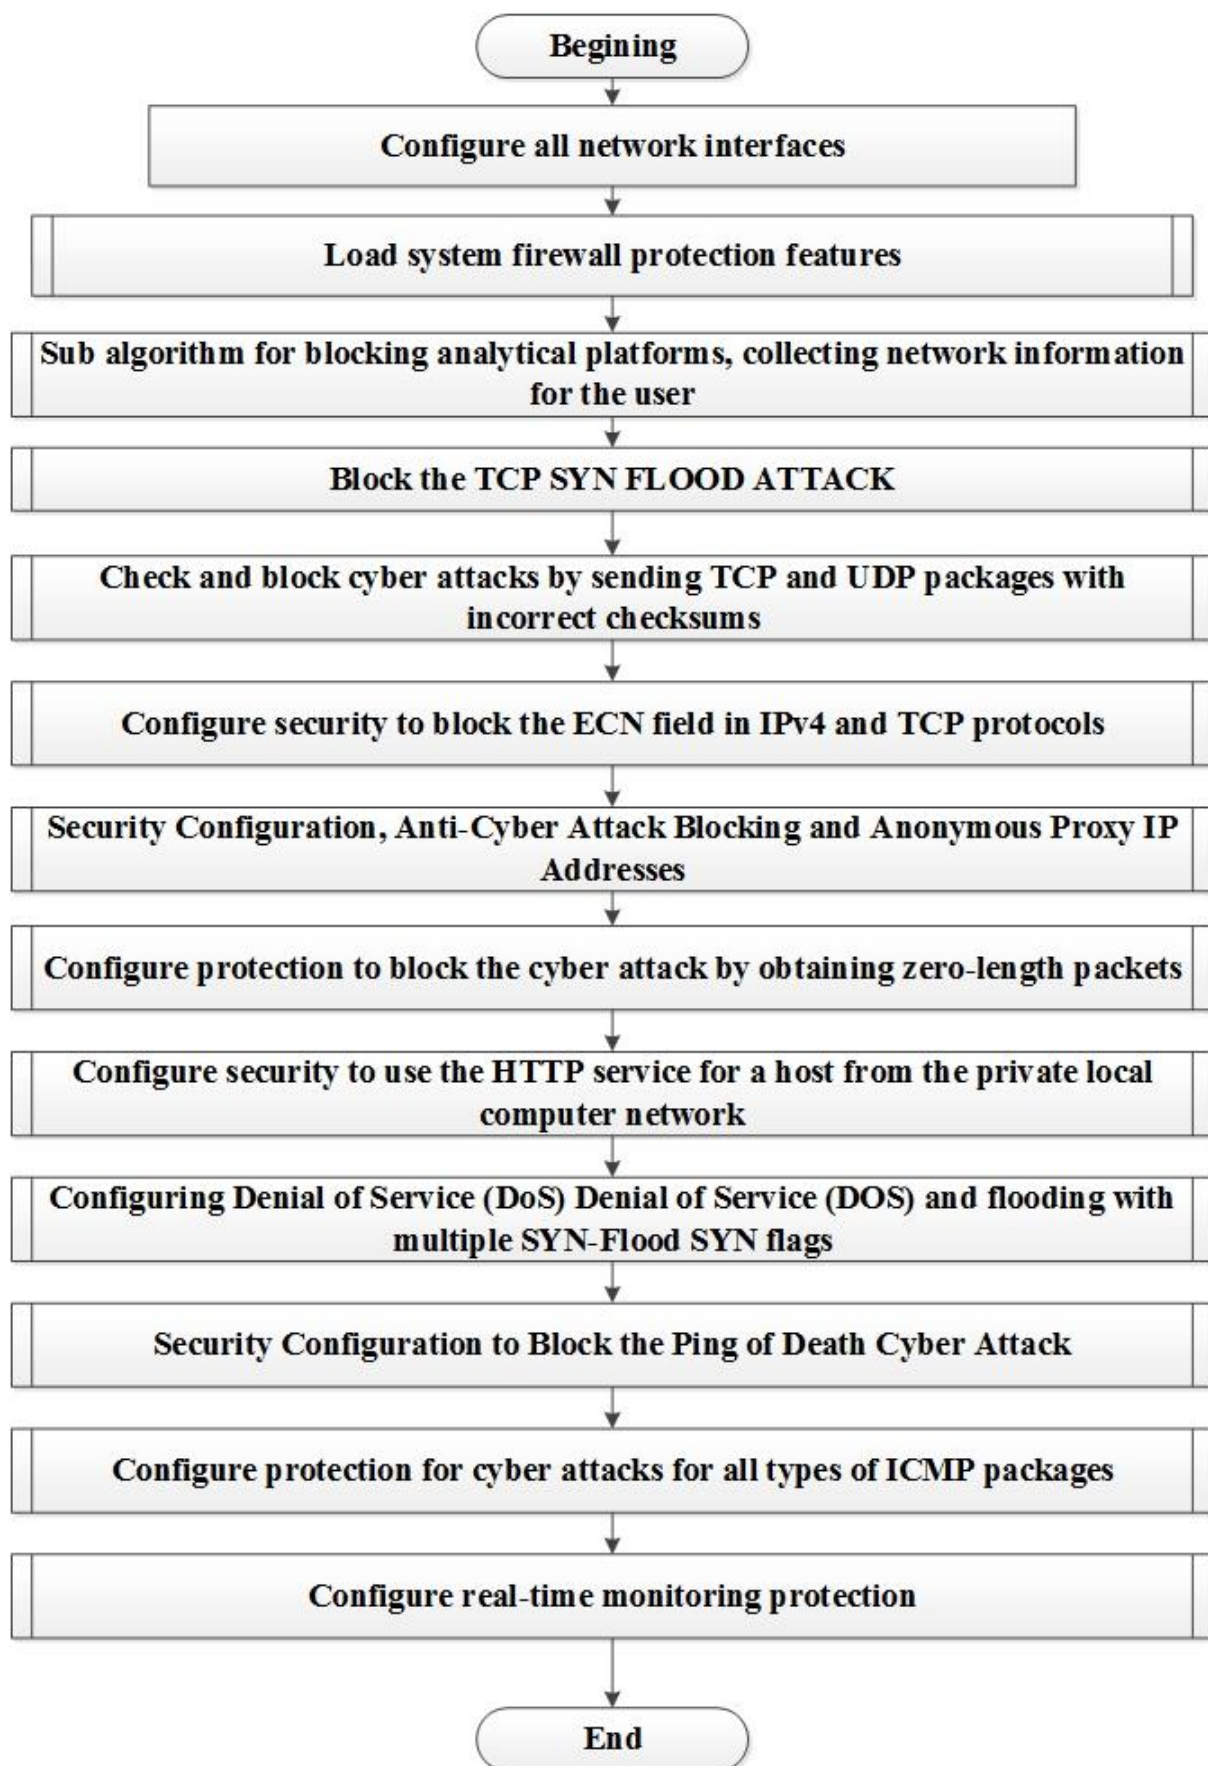 Begining
Configure all network interfaces
Load system firewall protection features
Sub algorithm for blocking analytical platforms, collecting network information
for the user
Block the TCP SYN FLOOD ATTACK
Check and block cyber attacks by sending TCP and UDP packages with
incorrect checksums
Configure security to block the ECN field in IPv4 and TCP protocols
Security Configuration, Anti-Cyber Attack Blocking and Anonymous Proxy IP
Addresses
Configure protection to block the cyber attack by obtaining zero-length packets
Configure security to use the HTTP service for a host from the private local
computer network
Configuring Denial of Service (DoS) Denial of Service (DOS) and flooding with
multiple SYN-Flood SYN flags
Security Configuration to Block the Ping of Death Cyber Attack
Configure protection for cyber attacks for all types of ICMP packages
Configure real-time monitoring protection
End